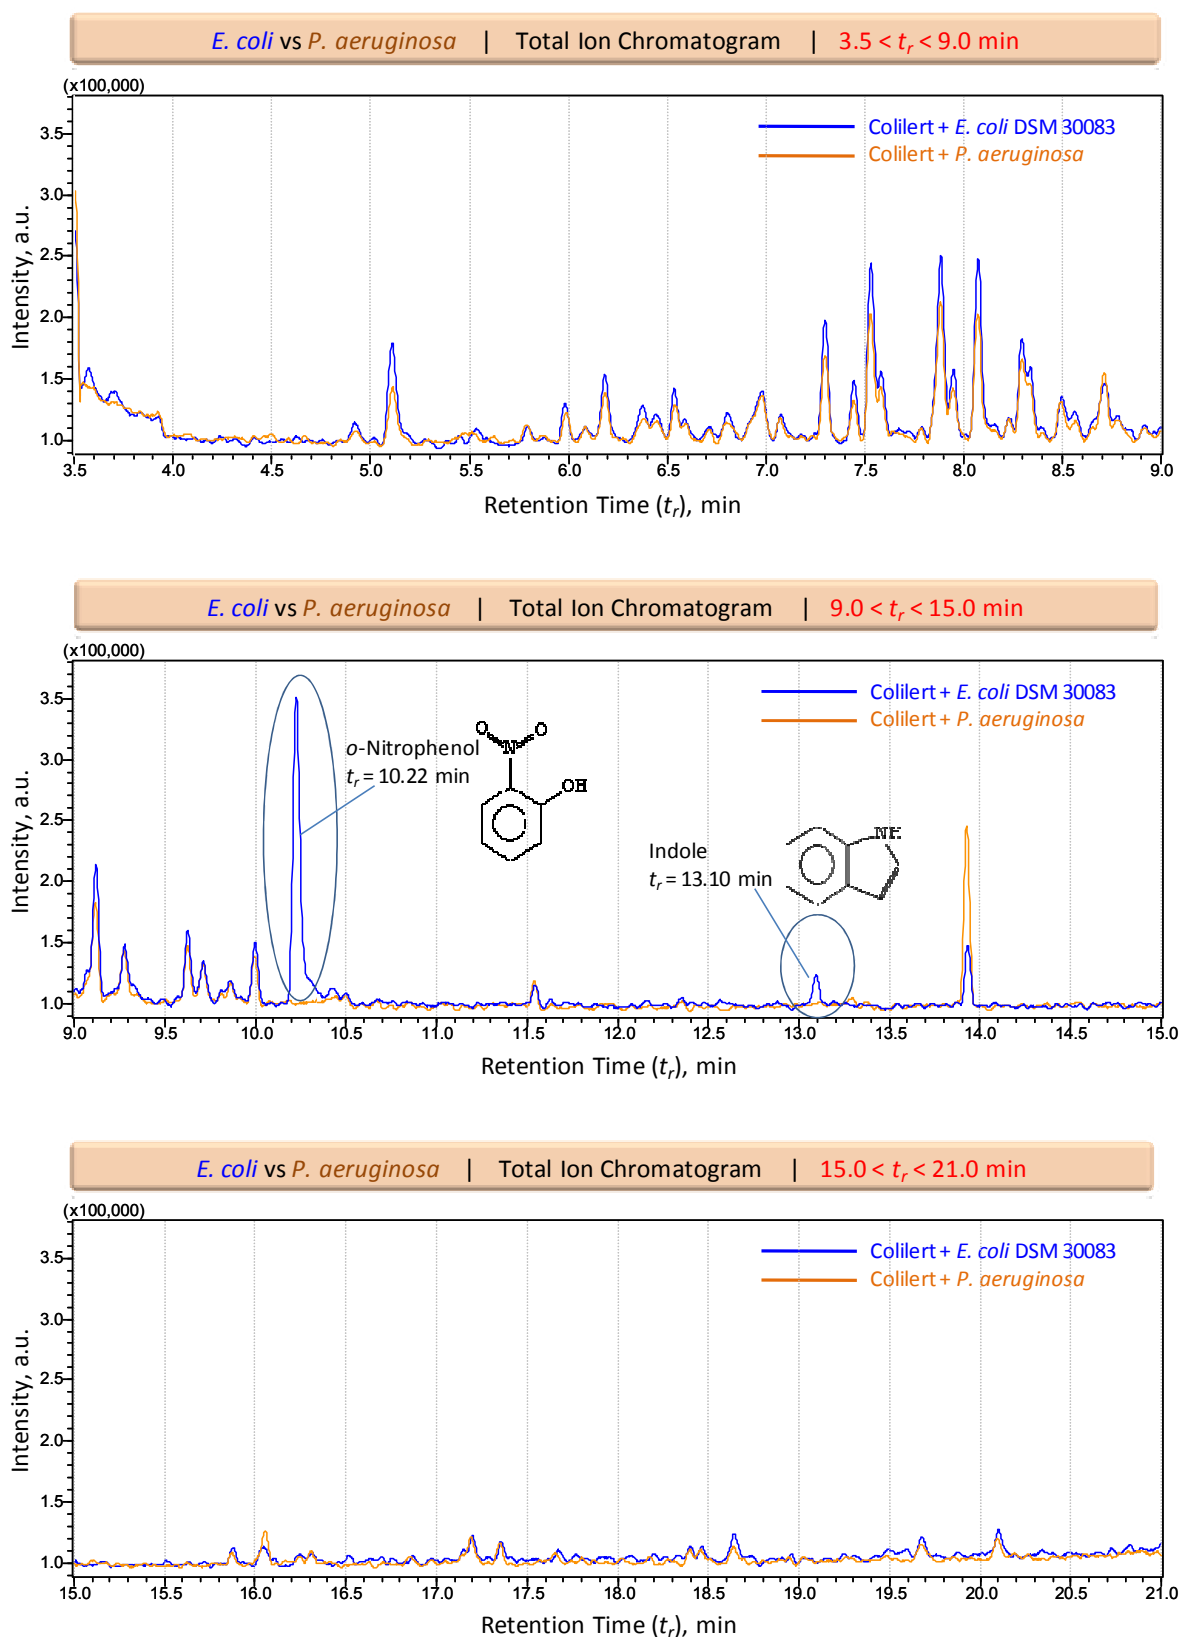 E. coli vs P. aeruginosa | Total Ion Chromatogram | 3.5 < tr < 9.0 min
(x100,000)
Colilert + E. coli DSM 30083
Colilert + P. aeruginosa
3.5
3.0
2.5
2.0
1.5
1.0
Intensity, a.u.
3.5 4.0 4.5 5.0 5.5 6.0 6.5 7.0 7.5 8.0 8.5 9.0
Retention Time (tr), min
E. coli vs P. aeruginosa | Total Ion Chromatogram | 9.0 < tr < 15.0 min
(x100,000)
Colilert + E. coli DSM 30083
Colilert + P. aeruginosa
3.5
3.0
2.5
2.0
1.5
1.0
Intensity, a.u.
o-Nitrophenol
tr = 10.22 min
O O
N
OH
Indole
tr = 13.10 min
NH
9.0 9.5 10.0 10.5 11.0 11.5 12.0 12.5 13.0 13.5 14.0 14.5 15.0
Retention Time (tr), min
E. coli vs P. aeruginosa | Total Ion Chromatogram | 15.0 < tr < 21.0 min
(x100,000)
Colilert + E. coli DSM 30083
Colilert + P. aeruginosa
3.5
3.0
2.5
2.0
1.5
1.0
Intensity, a.u.
15.0 15.5 16.0 16.5 17.0 17.5 18.0 18.5 19.0 19.5 20.0 20.5 21.0
Retention Time (tr), min